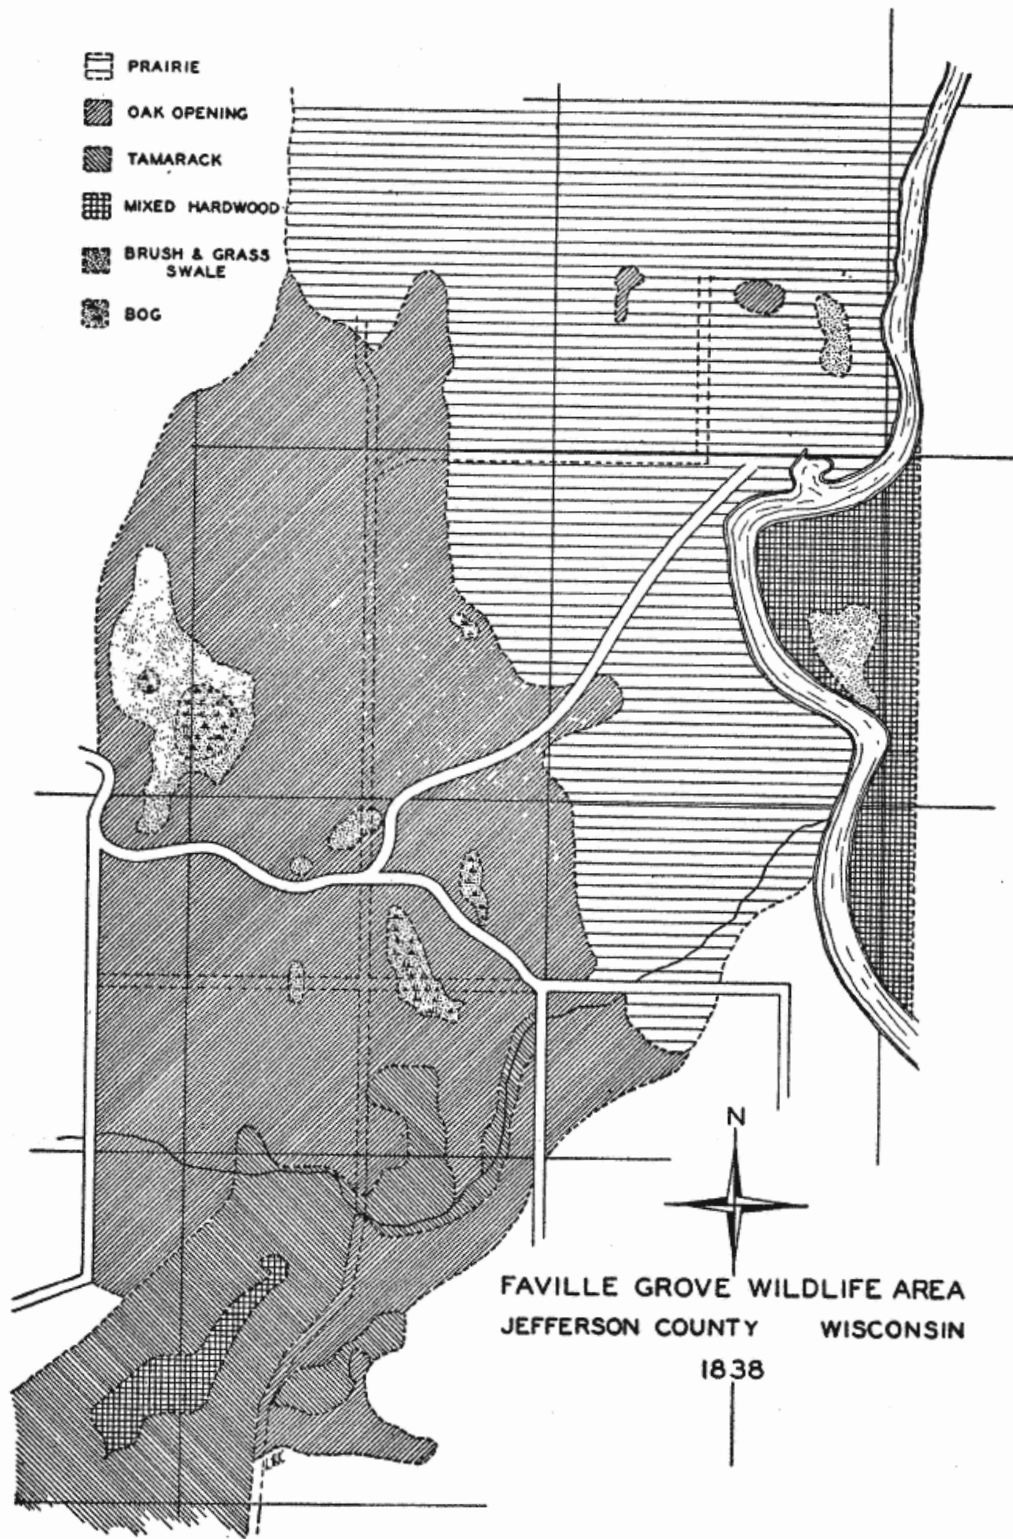 PRAIRIE
OAK OPENING
TAMARACK
MIXED HARDWOOD
BRUSH & GRASS
SWALE
BOG
N
FAVILLE GROVE WILDLIFE AREA
JEFFERSON COUNTY WISCONSIN
1838